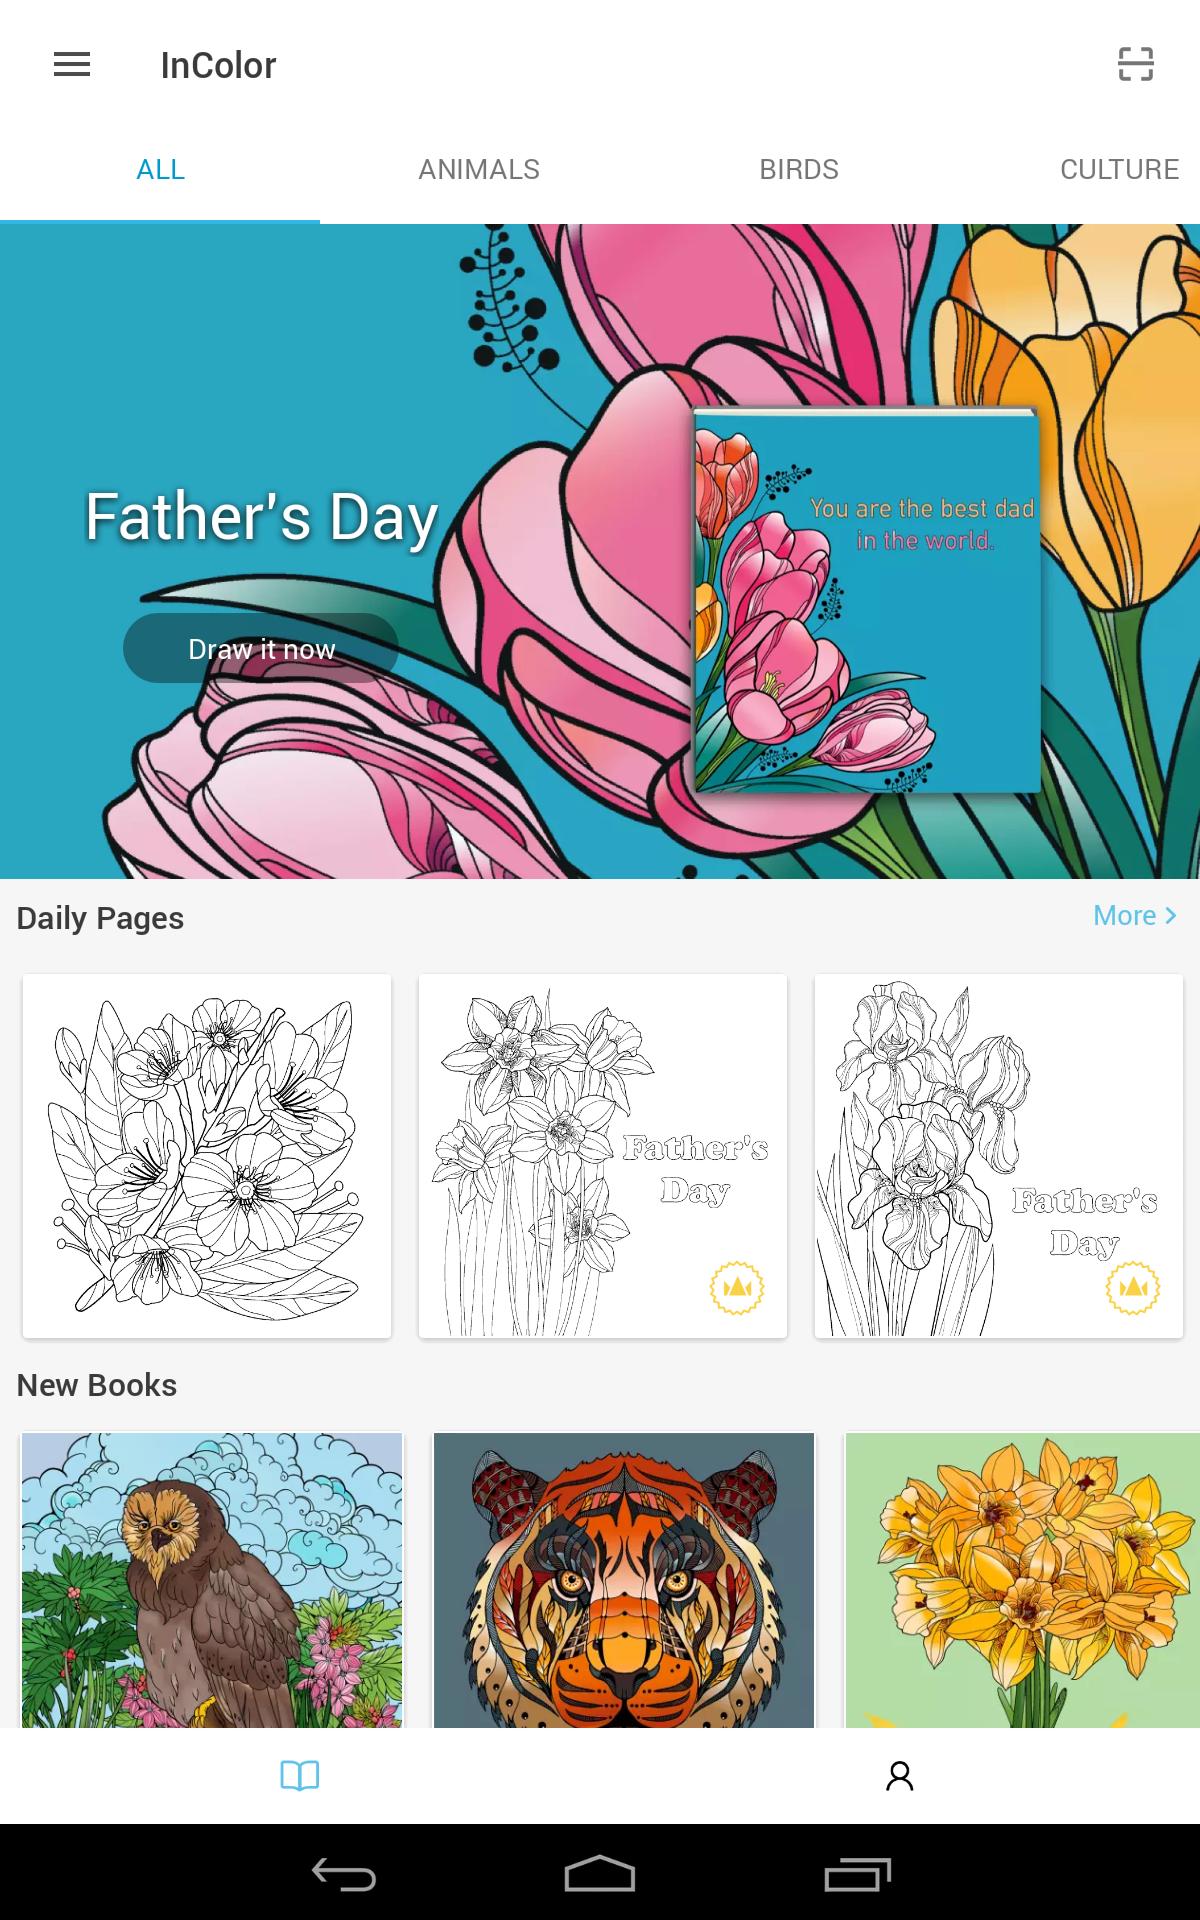 InColor
ALL
ANIMALS
BIRDS
CULTURE
Father's Day
Draw it now
You are the best dad
in the world.
Daily Pages
More
Father's
Day
Father's
Day
New Books